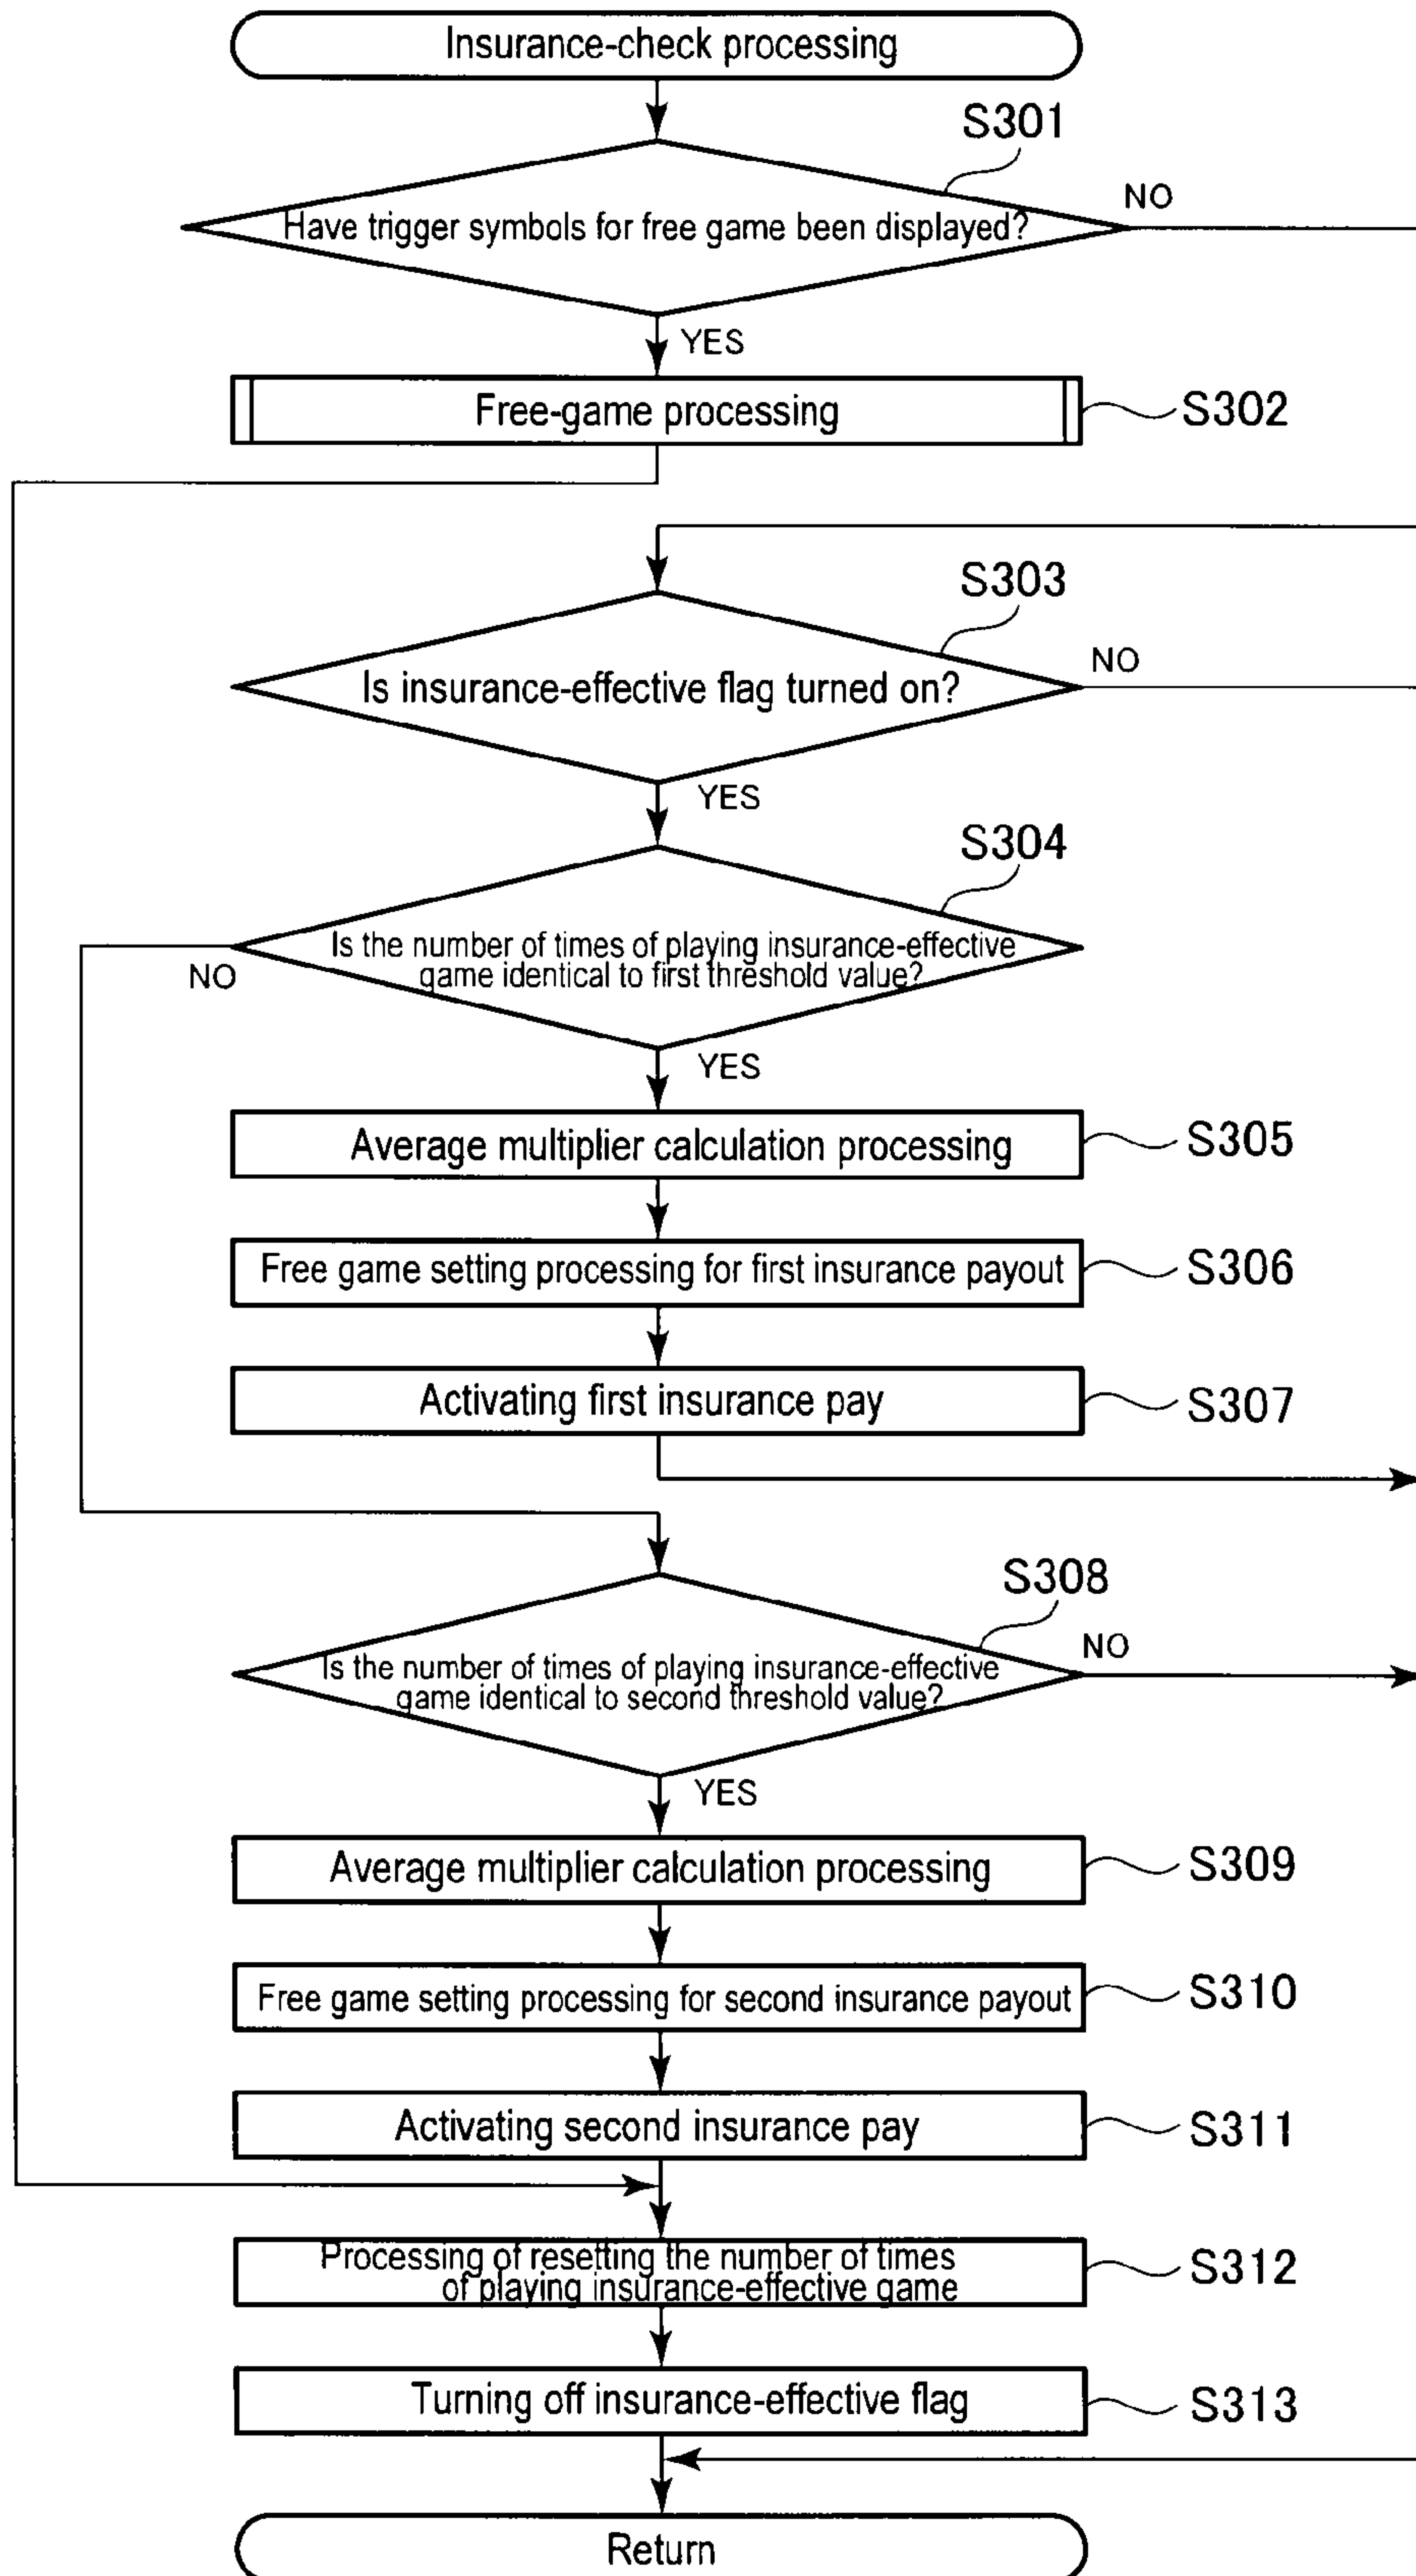 Insurance-check processing
S301
NO
Have trigger symbols for free game been displayed?
YES
Free-game processing
S302
S303
NO
Is insurance-effective flag turned on?
YES
S304
Is the number of times of playing insurance-effective
game identical to first threshold value?
NO
YES
Average multiplier calculation processing
S305
Free game setting processing for first insurance payout
S306
Activating first insurance pay
S307
S308
NO
Is the number of times of playing insurance-effective
game identical to second threshold value?
YES
Average multiplier calculation processing
S309
Free game setting processing for second insurance payout
S310
Activating second insurance pay
S311
Processing of resetting the number of times
of playing insurance-effective game
S312
Turning off insurance-effective flag
S313
Return